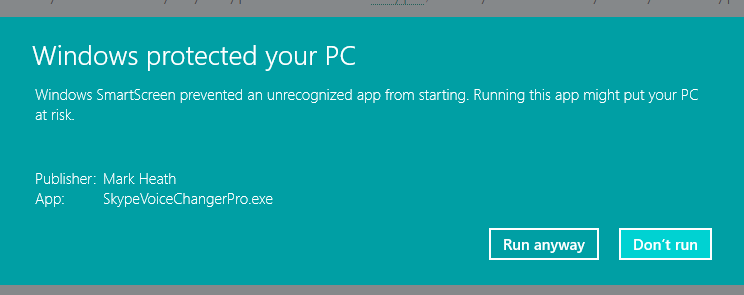 Windows protected your PC
Windows SmartScreen prevented an unrecognized app from starting. Running this app might put your PC
at risk.
Publisher: Mark Heath
App: SkypeVoiceChangerPro.exe
Run anyway Don't run